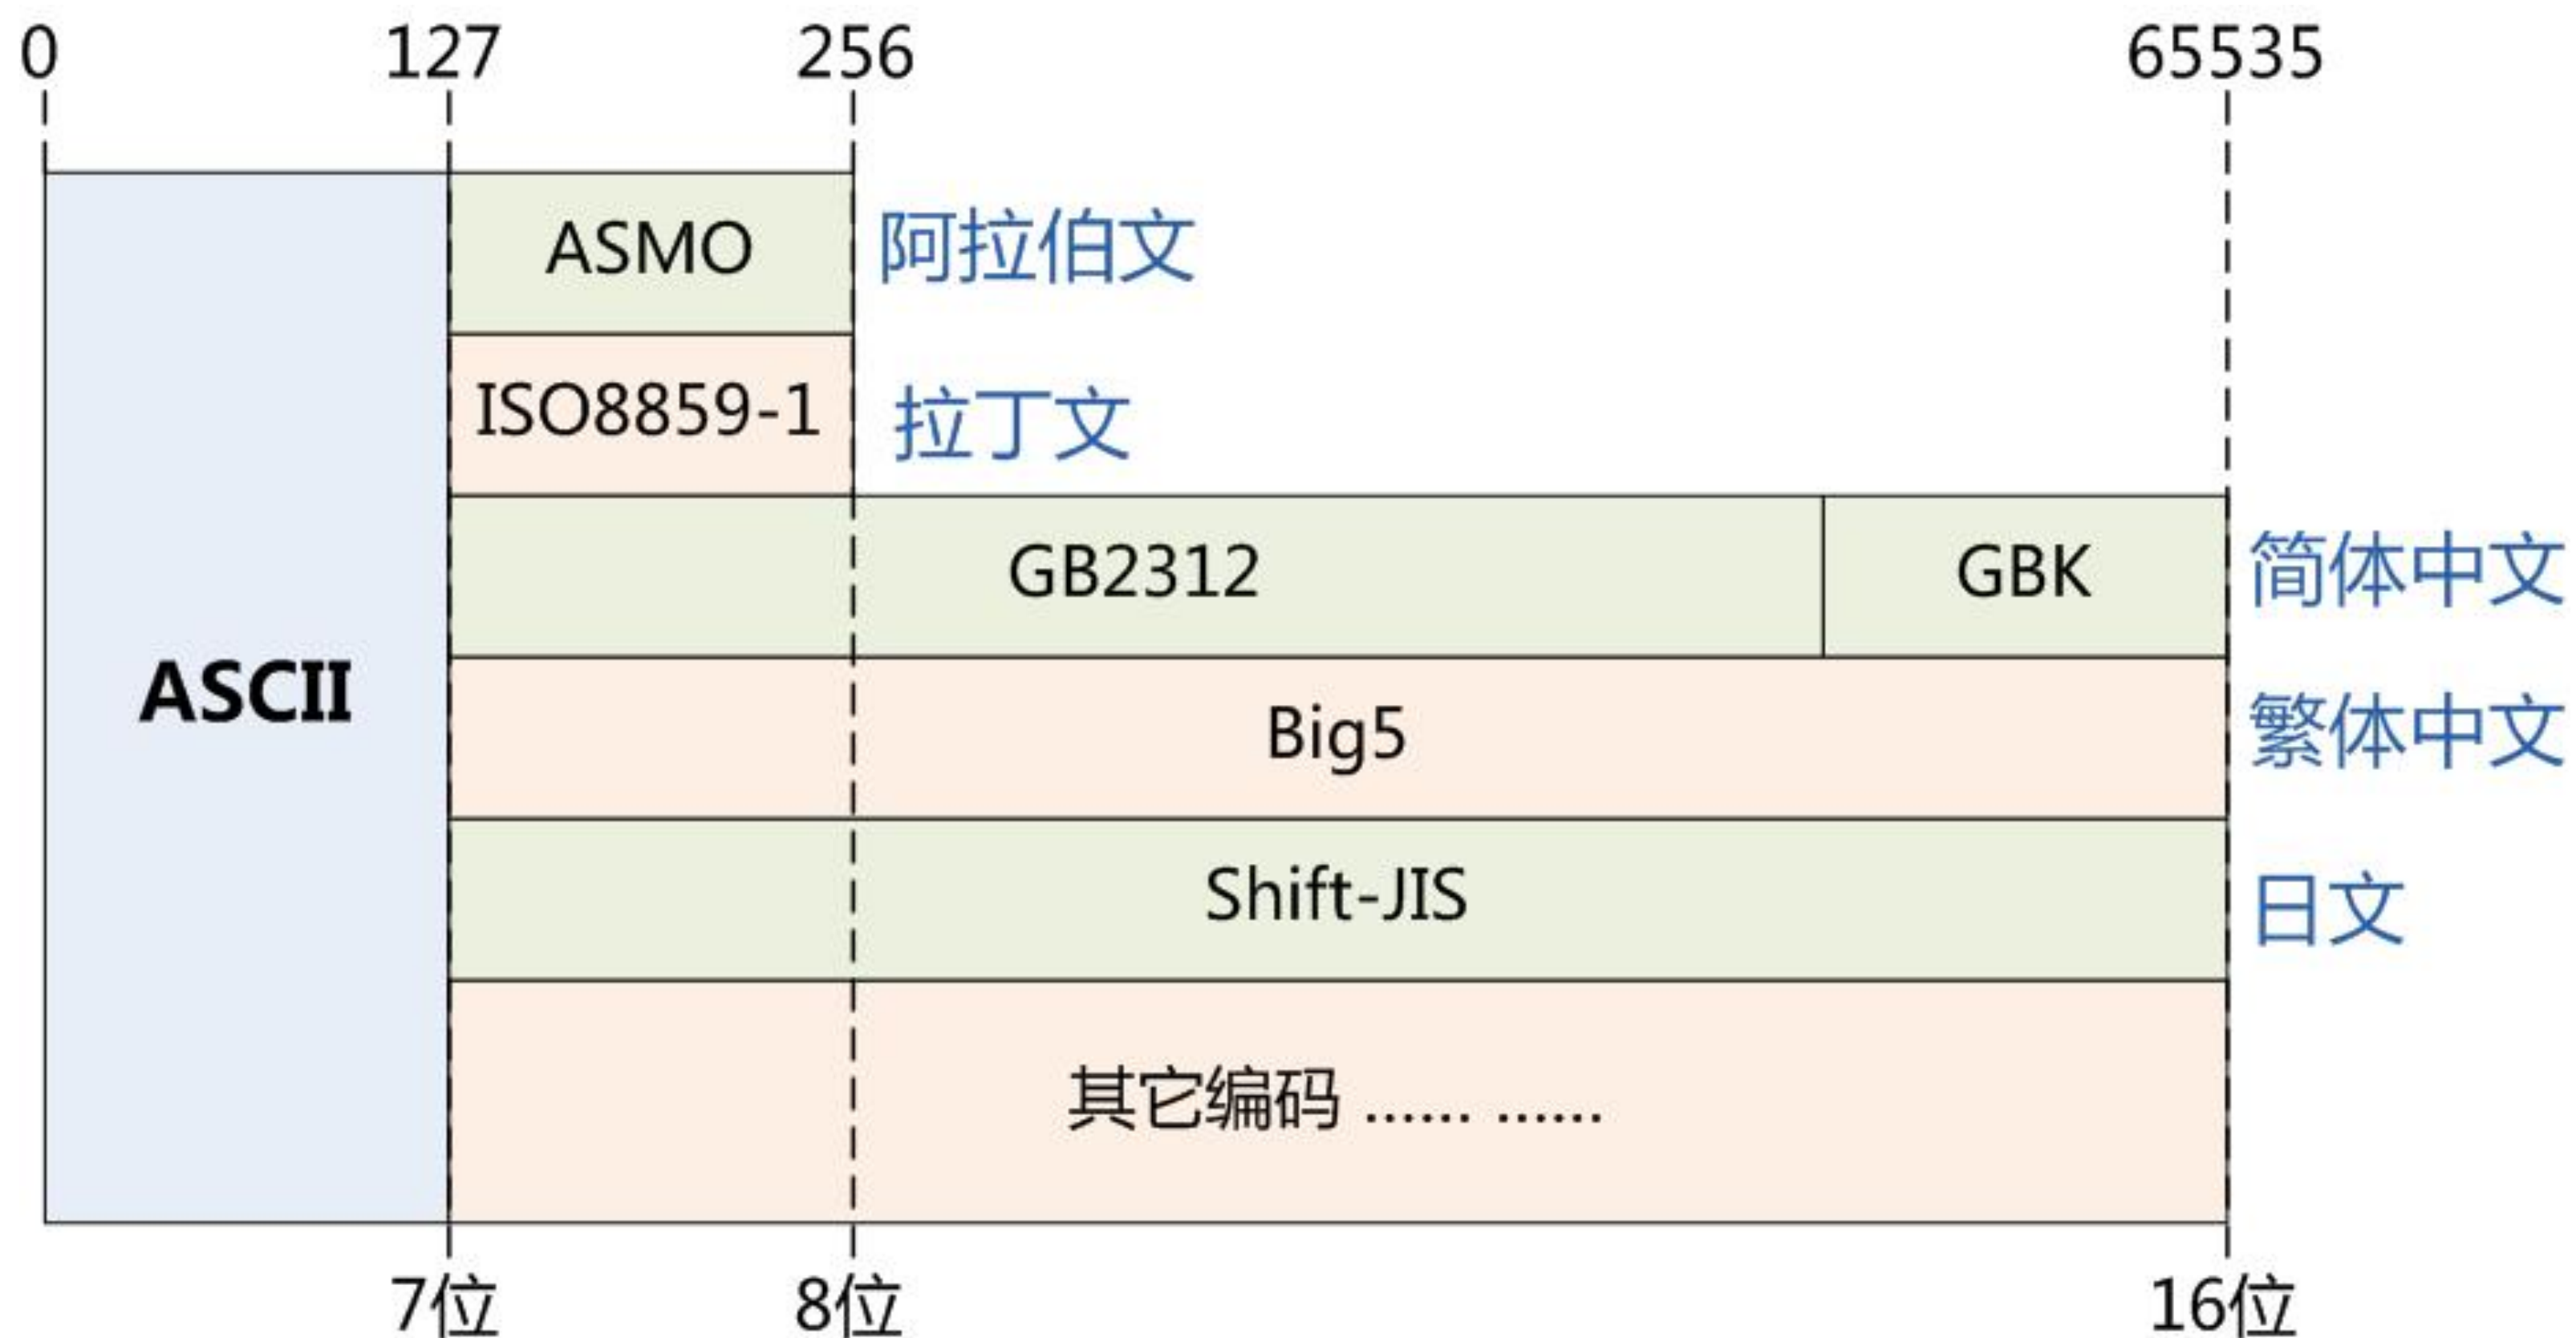 0 127 256 65535
ASMO 阿拉伯文
ISO8859-1 拉丁文
GB2312 GBK 简体中文
ASCII
Big5 繁体中文
Shift-JIS 日文
其它编码 ...... ......
7位 8位 16位